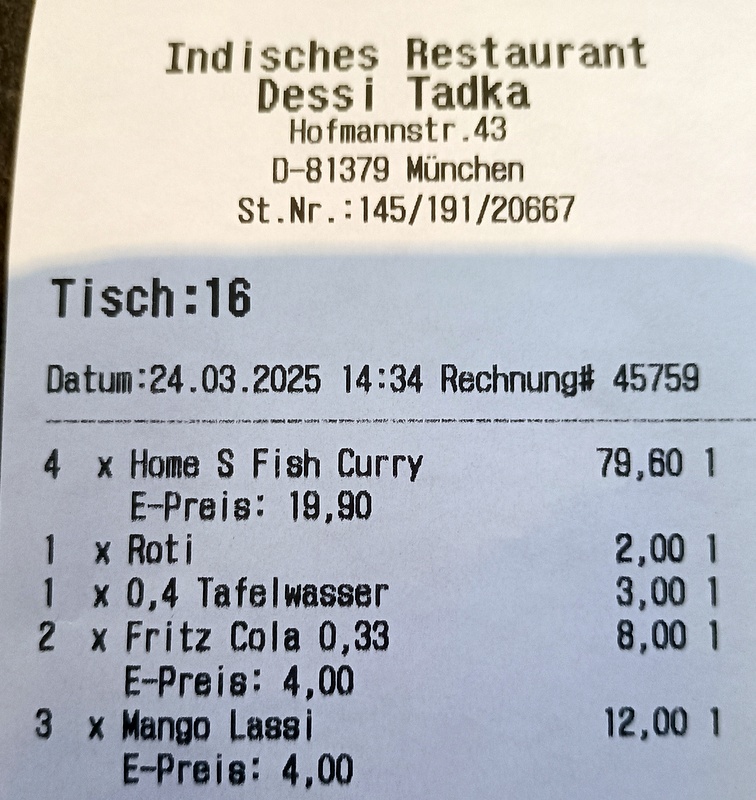 Indisches Restaurant
Dessi Tadka
Hofmannstr.43
D-81379 München
St.Nr.:145/191/20667
Tisch:16
Datum:24.03.2025 14:34 Rechnung# 45759
4 x Home S Fish Curry 79,60 1
E-Preis: 19,90
1 x Roti 2,00 1
1 x 0,4 Tafelwasser 3,00 1
2 x Fritz Cola 0,33 8,00 1
E-Preis: 4,00
3 x Mango Lassi 12,00 1
E-Preis: 4,00